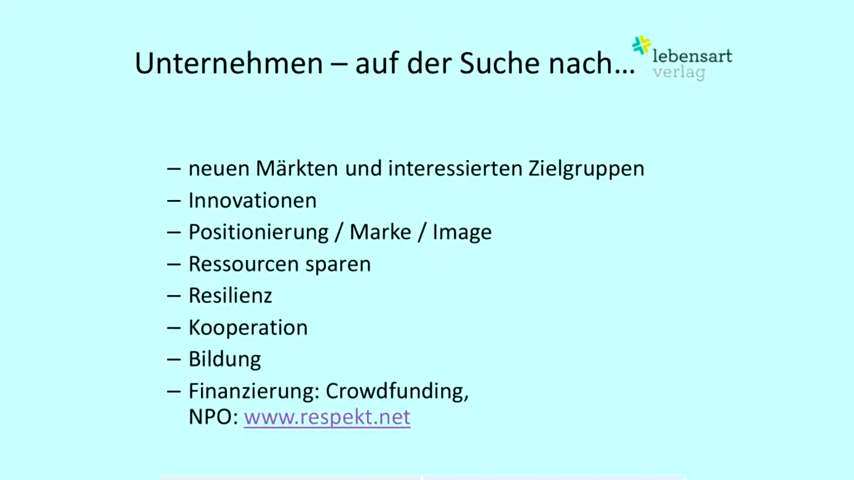 Unternehmen – auf der Suche nach...
lebensart
verlag
– neuen Märkten und interessierten Zielgruppen
– Innovationen
– Positionierung / Marke / Image
– Ressourcen sparen
– Resilienz
– Kooperation
– Bildung
– Finanzierung: Crowdfunding,
NPO: www.respekt.net